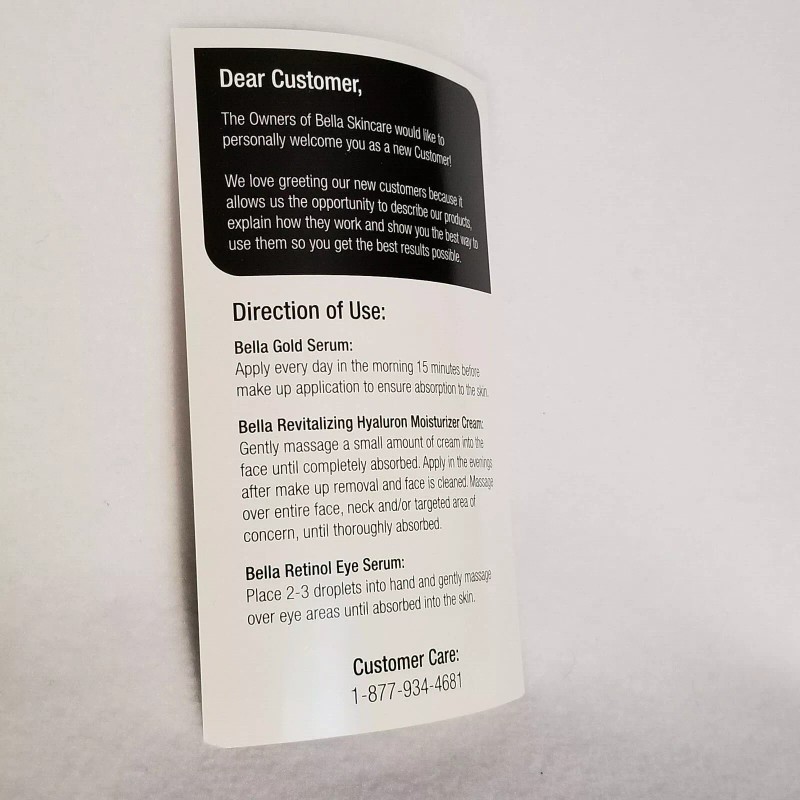 Dear Customer,
The Owners of Bella Skincare would like to
personally welcome you as a new Customer!
We love greeting our new customers because it
allows us the opportunity to describe our products,
explain how they work and show you the best way to
use them so you get the best results possible.
Direction of Use:
Bella Gold Serum:
Apply every day in the morning 15 minutes before
make up application to ensure absorption to the skin.
Bella Revitalizing Hyaluron Moisturizer Cream:
Gently massage a small amount of cream into the
face until completely absorbed. Apply in the evenings
after make up removal and face is cleaned. Massage
over entire face, neck and/or targeted area of
concern, until thoroughly absorbed.
Bella Retinol Eye Serum:
Place 2-3 droplets into hand and gently massage
over eye areas until absorbed into the skin.
Customer Care:
1-877-934-4681